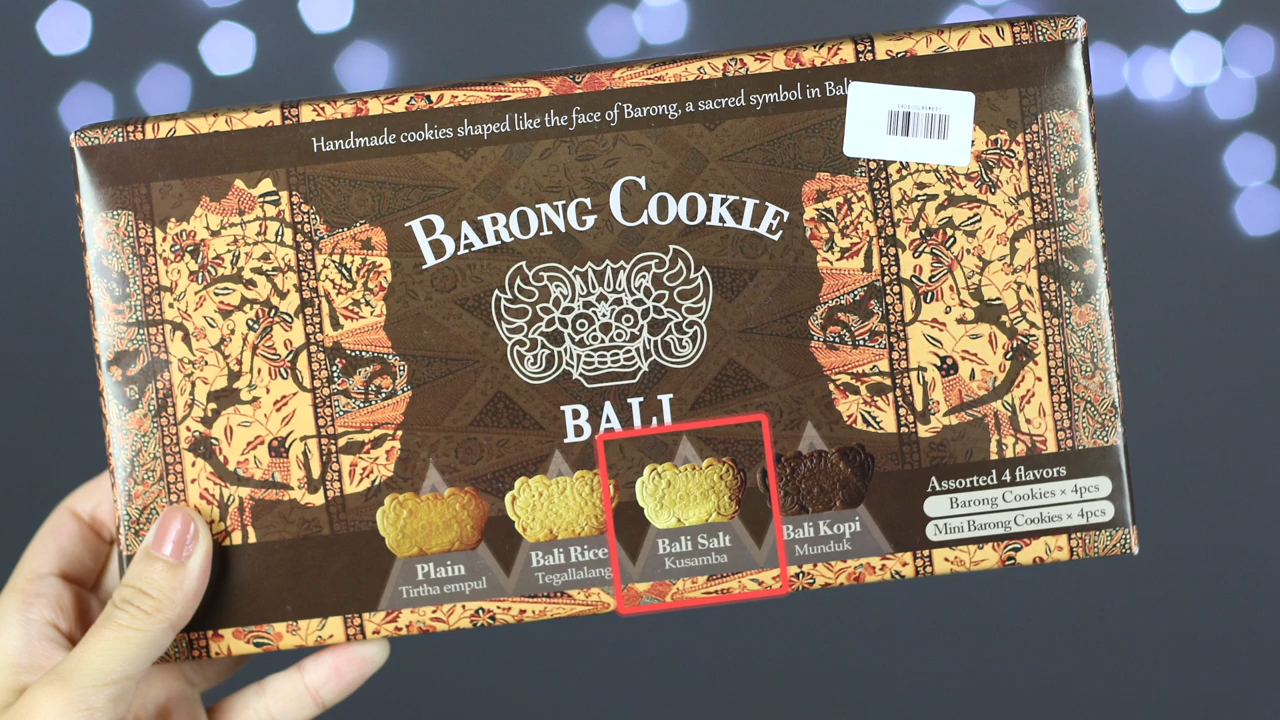 Handmade cookies shaped like the face of Barong, a sacred symbol in Bali
BARONG COOKIE
BALI
Plain
Tirtha empul
Bali Rice
Tegallalang
Bali Salt
Kusamba
Bali Kopi
Munduk
Assorted 4 flavors
Barong Cookies × 4pcs
Mini Barong Cookies × 4pcs